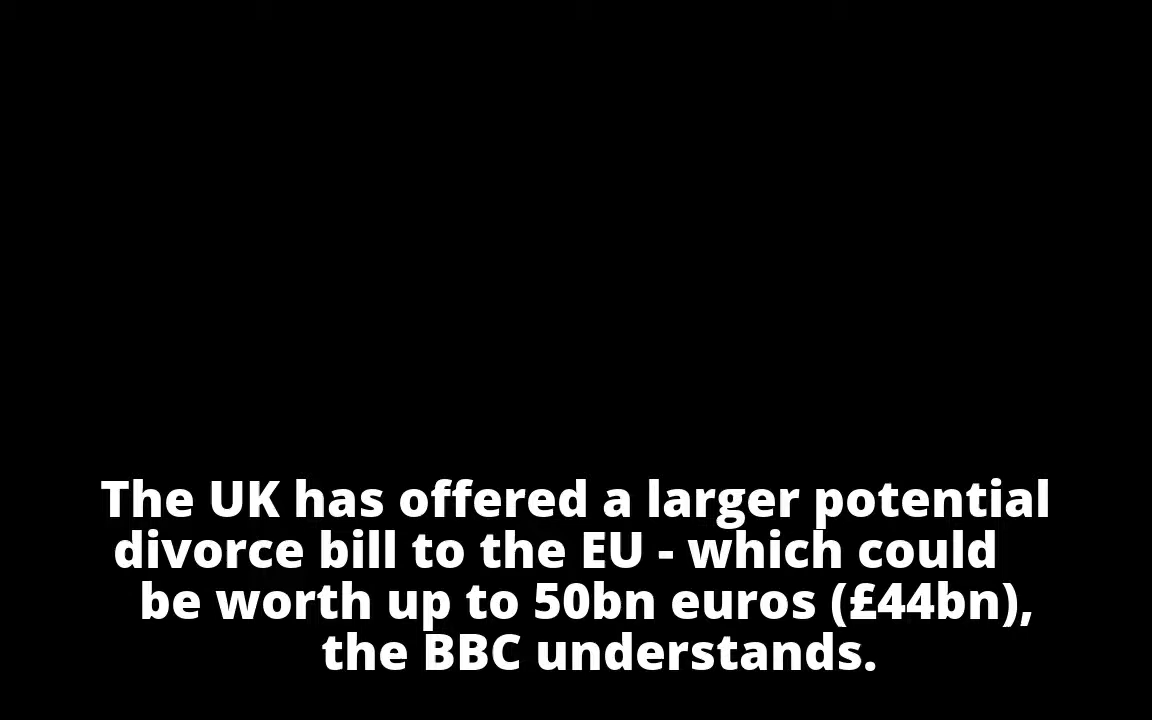 The UK has offered a larger potential
divorce bill to the EU - which could
be worth up to 50bn euros (£44bn),
the BBC understands.